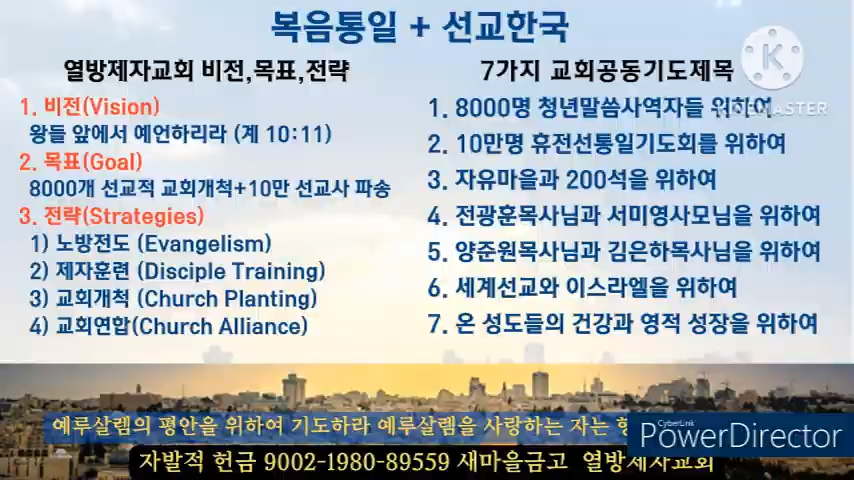 복음통일 + 선교한국
열방제자교회 비전,목표,전략
1. 비전(Vision)
왕들 앞에서 예언하리라 (계 10:11)
2. 목표(Goal)
8000개 선교적 교회개척+10만 선교사 파송
3. 전략(Strategies)
1) 노방전도 (Evangelism)
2) 제자훈련 (Disciple Training)
3) 교회개척 (Church Planting)
4) 교회연합(Church Alliance)
7가지 교회공동기도제목
1. 8000명 청년말씀사역자들 위하여
2. 10만명 휴전선통일기도회를 위하여
3. 자유마을과 200석을 위하여
4. 전광훈목사님과 서미영사모님을 위하여
5. 양준원목사님과 김은하목사님을 위하여
6. 세계선교와 이스라엘을 위하여
7. 온 성도들의 건강과 영적 성장을 위하여
K
KINEMASTER
예루살렘의 평안을 위하여 기도하라 예루살렘을 사랑하는 자는
CyberLink
PowerDirector
자발적 헌금 9002-1980-89559 새마을금고 열방제자교회